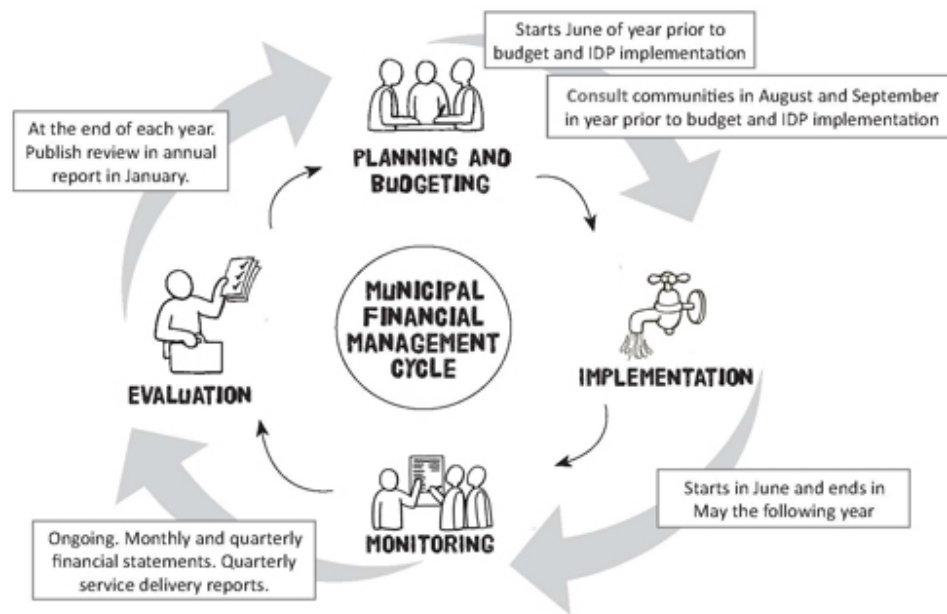 Starts June of year prior to
budget and IDP implementation
Consult communities in August and September
in year prior to budget and IDP implementation
At the end of each year.
Publish review in annual
report in January.
PLANNING AND
BUDGETING
MUNICIPAL
FINANCIAL
MANAGEMENT
CYCLE
EVALUATION
IMPLEMENTATION
Starts in June and ends in
May the following year
MONITORING
Ongoing. Monthly and quarterly
financial statements. Quarterly
service delivery reports.